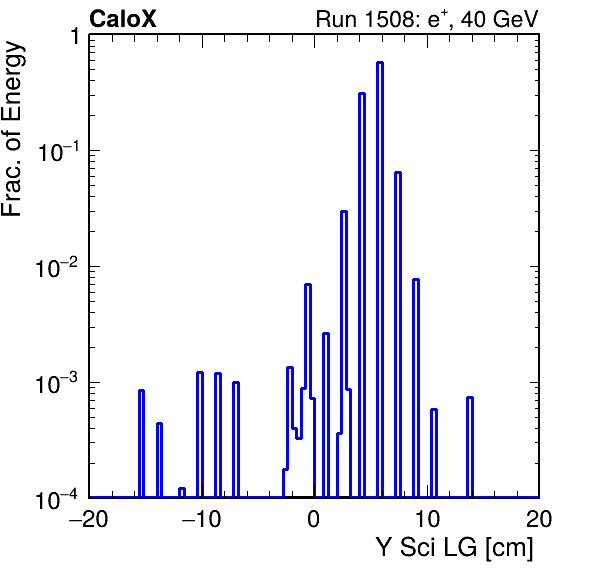 CaloX Run 1508: e⁺, 40 GeV
Frac. of Energy
1
10⁻¹
10⁻²
10⁻³
10⁻⁴
−20 −10 0 10 20
Y Sci LG [cm]